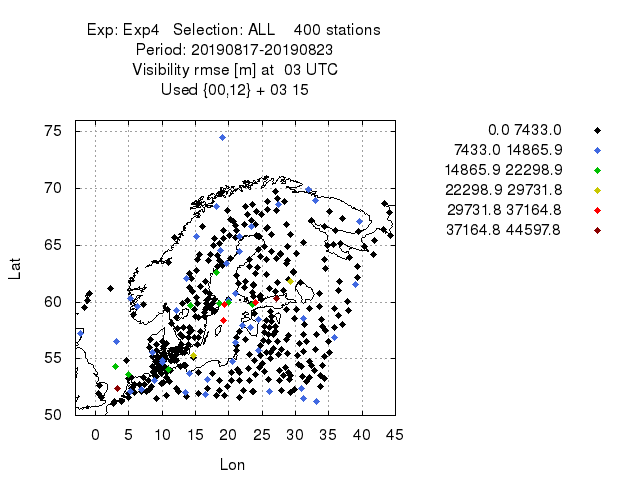 Exp: Exp4   Selection: ALL    400 stations
Period: 20190817-20190823
Visibility rmse [m] at  03 UTC
Used {00,12} + 03 15
0.0 7433.0
7433.0 14865.9
14865.9 22298.9
22298.9 29731.8
29731.8 37164.8
37164.8 44597.8
75
70
65
60
55
50
Lat
0 5 10 15 20 25 30 35 40 45
Lon